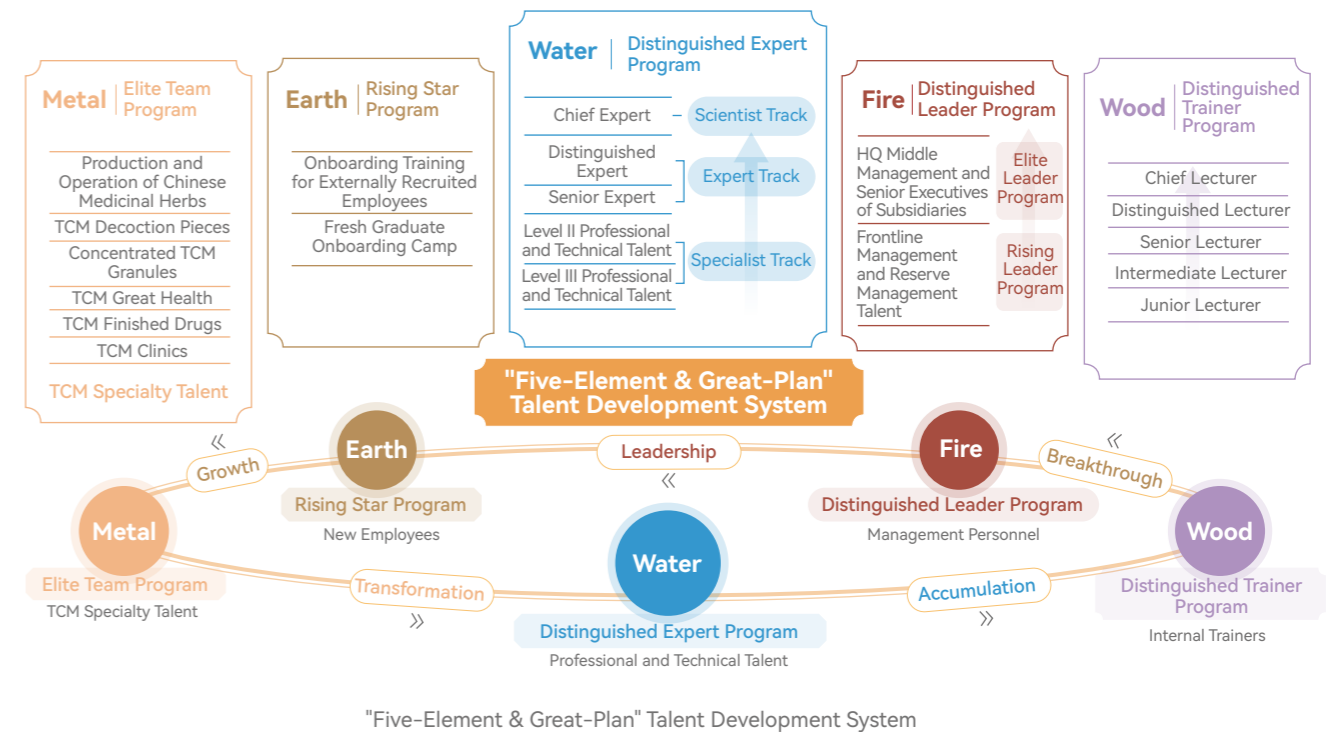 Metal
Elite Team
Program
Production and
Operation of Chinese
Medicinal Herbs
TCM Decoction Pieces
Concentrated TCM
Granules
TCM Great Health
TCM Finished Drugs
TCM Clinics
TCM Specialty Talent
Earth
Rising Star
Program
Onboarding Training
for Externally Recruited
Employees
Fresh Graduate
Onboarding Camp
Water
Distinguished Expert
Program
Chief Expert
Scientist Track
Distinguished
Expert
Senior Expert
Expert Track
Level II Professional
and Technical Talent
Level III Professional
and Technical Talent
Specialist Track
Fire
Distinguished
Leader Program
HQ Middle
Management and
Senior Executives
of Subsidiaries
Elite
Leader
Program
Frontline
Management
and Reserve
Management
Talent
Rising
Leader
Program
Wood
Distinguished
Trainer
Program
Chief Lecturer
Distinguished Lecturer
Senior Lecturer
Intermediate Lecturer
Junior Lecturer
"Five-Element & Great-Plan"
Talent Development System
Growth
Earth
Rising Star Program
New Employees
Leadership
Fire
Distinguished Leader Program
Management Personnel
Breakthrough
Metal
Elite Team Program
TCM Specialty Talent
Transformation
Water
Distinguished Expert Program
Professional and Technical Talent
Accumulation
Wood
Distinguished Trainer
Program
Internal Trainers
"Five-Element & Great-Plan" Talent Development System